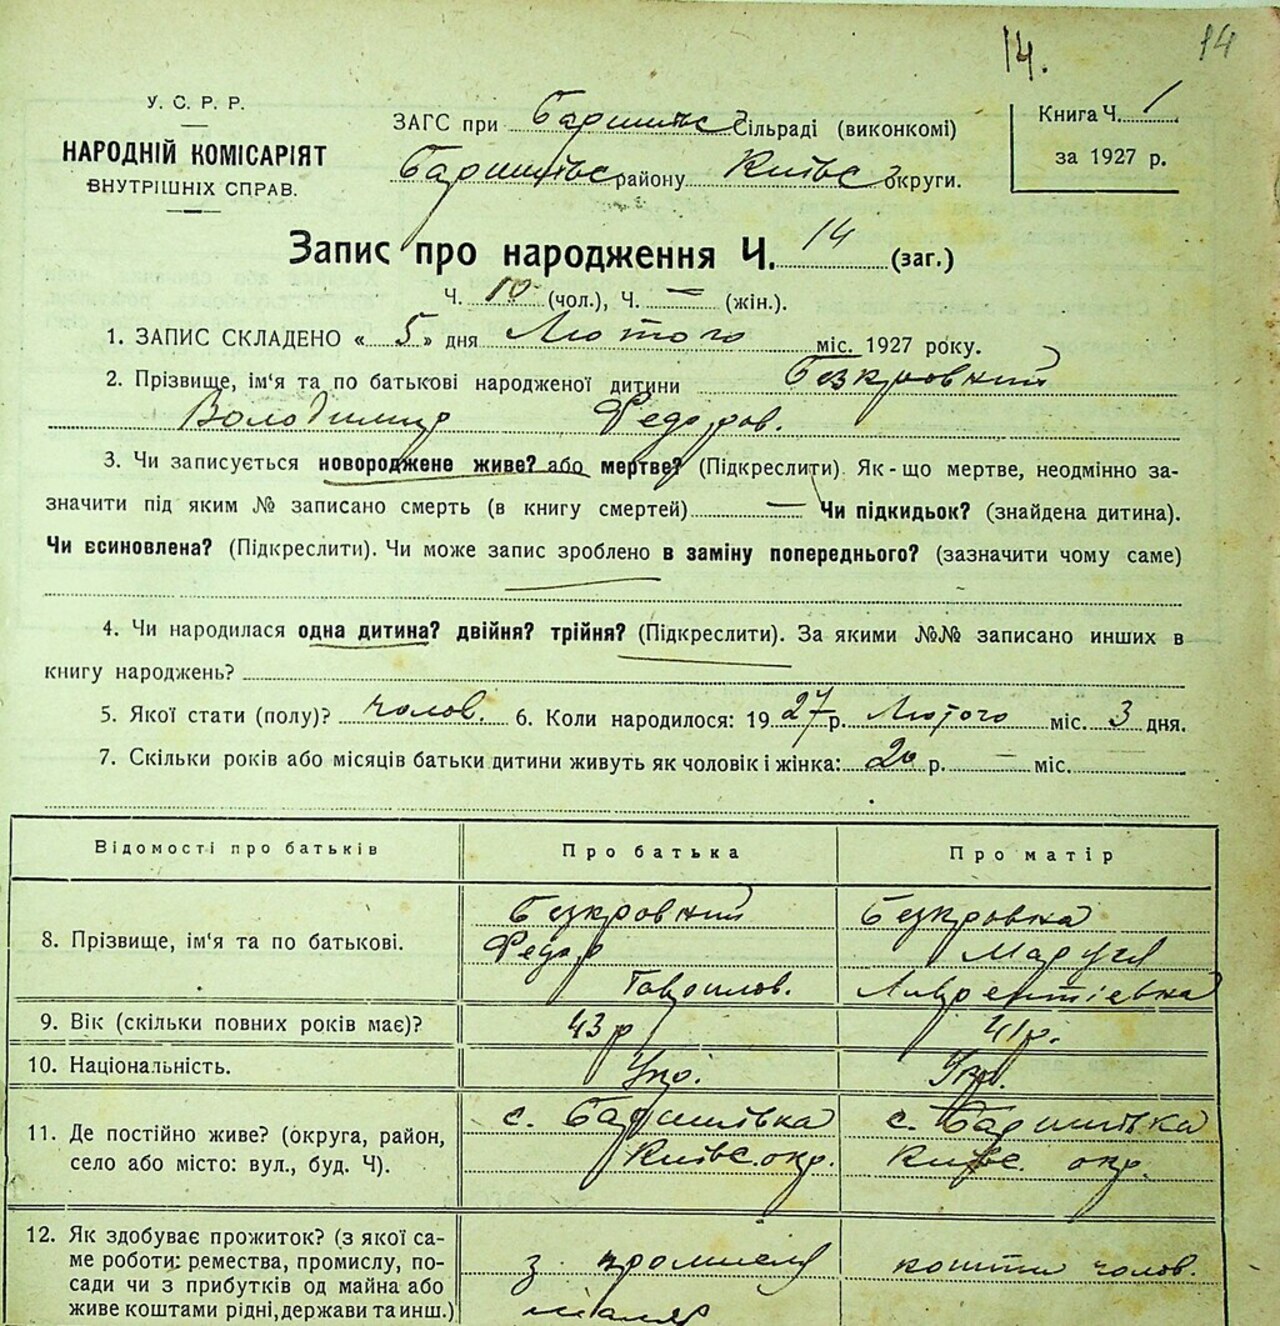 14. 14
У. С. Р. Р.
НАРОДНІЙ КОМІСАРІЯТ
ВНУТРІШНІХ СПРАВ.
ЗАГС при Баришівс Сільраді (виконкомі)
Баришівс району Київс округи.
Книга Ч. 1
за 1927 р.
Запис про народження Ч. 14 (заг.)
Ч. 10 (чол.), Ч. — (жін.).
1. ЗАПИС СКЛАДЕНО « 5 » дня Лютого міс. 1927 року.
2. Прізвище, ім‘я та по батькові народженої дитини Безкровний
Володимир Федоров.
3. Чи записується новороджене живе? або мертве? (Підкреслити). Як-що мертве, неодмінно за-
значити під яким № записано смерть (в книгу смертей) — Чи підкидьок? (знайдена дитина).
Чи всиновлена? (Підкреслити). Чи може запис зроблено в заміну попереднього? (зазначити чому саме)
4. Чи народилася одна дитина? двійня? трійня? (Підкреслити). За якими №№ записано инших в
книгу народжень?
5. Якої стати (полу)? чолов. 6. Коли народилося: 1927 р. Лютого міс. 3 дня.
7. Скільки років або місяців батьки дитини живуть як чоловік і жінка: 20 р. — міс.
Відомості про батьків Про батька Про матір
8. Прізвище, ім‘я та по батькові. Безкровний Федор Гаврилов. Безкровна Маруся Лаврентіевна
9. Вік (скільки повних років має)? 43 р 41 р.
10. Національність. Укр. Укр.
11. Де постійно живе? (округа, район, с. Баришівка с. Баришівка
село або місто: вул., буд. Ч). Київс. окр. Київс. окр.
12. Як здобуває прожиток? (з якої са-
ме роботи: ремества, промислу, по- з промисла кошти чолов.
сади чи з прибутків од майна або
живе коштами рідні, держави та инш.) маляр